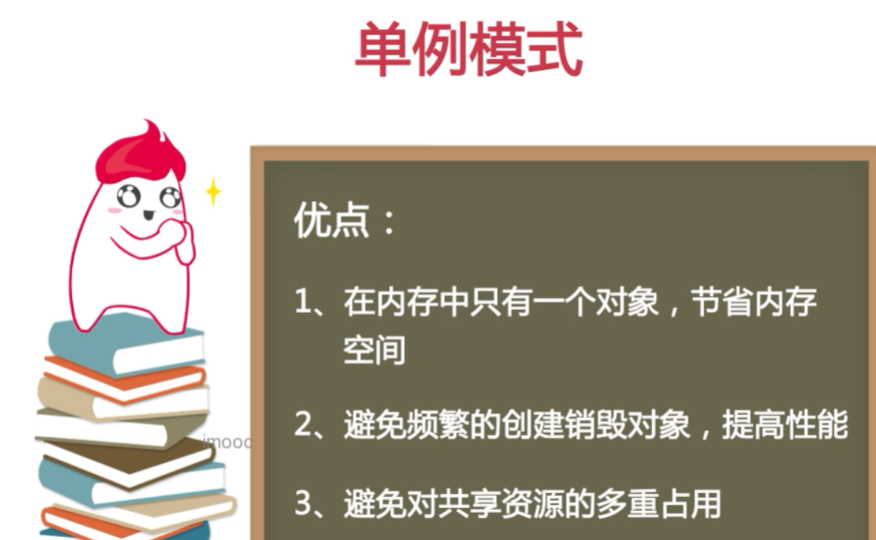 单例模式
优点：
1、在内存中只有一个对象，节省内存
空间
imooc
2、避免频繁的创建销毁对象，提高性能
3、避免对共享资源的多重占用